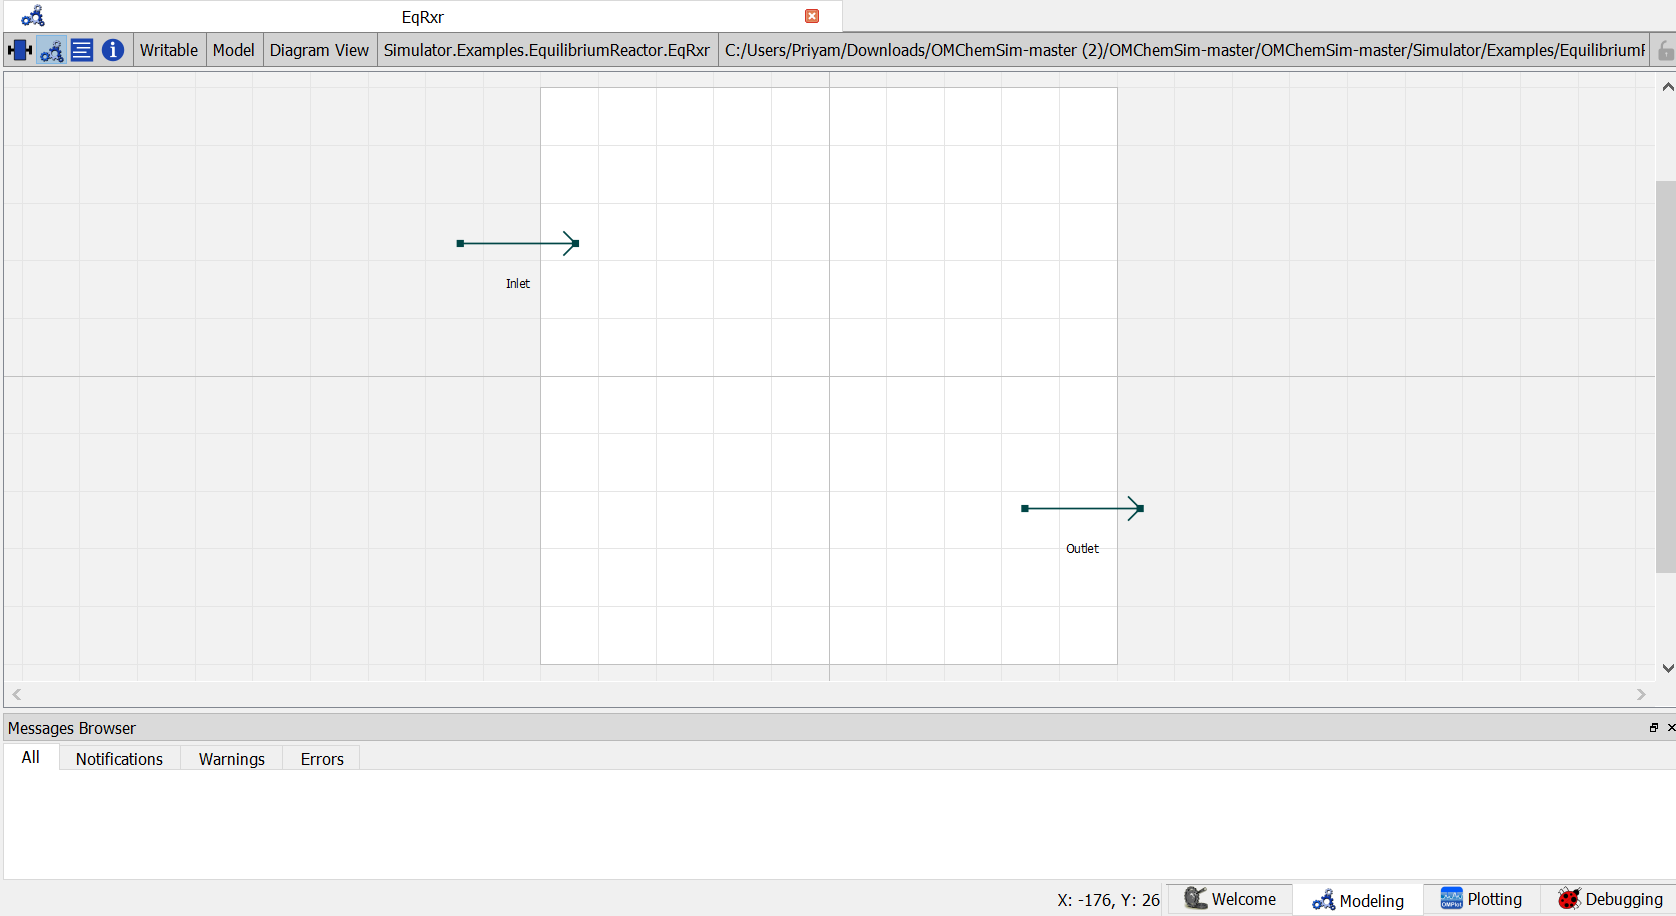 EqRxr
Writable Model Diagram View Simulator.Examples.EquilibriumReactor.EqRxr C:/Users/Priyam/Downloads/OMChemSim-master (2)/OMChemSim-master/OMChemSim-master/Simulator/Examples/Equilibrium
Inlet
Outlet
Messages Browser
All Notifications Warnings Errors
X: -176, Y: 26 Welcome Modeling OMPlot Plotting Debugging